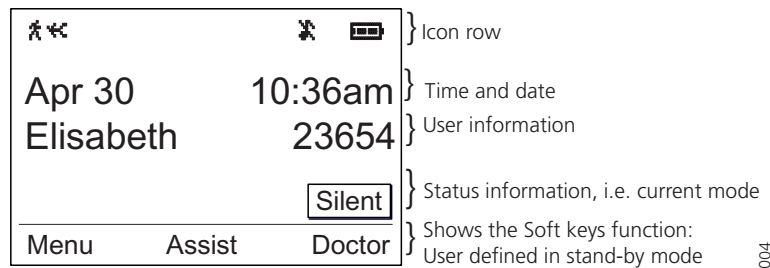 Icon row
Apr 30 10:36am Time and date
Elisabeth 23654 User information
Silent Status information, i.e. current mode
Menu Assist Doctor Shows the Soft keys function:
User defined in stand-by mode
004